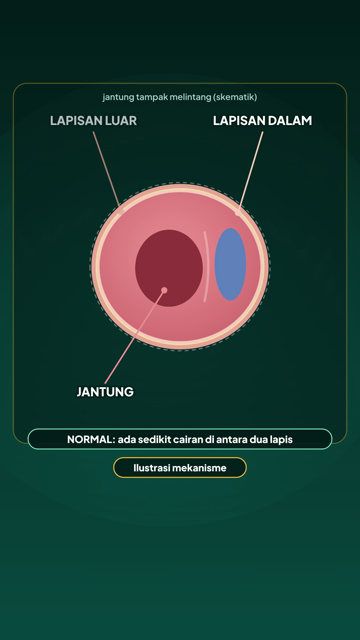 jantung tampak melintang (skematik)
LAPISAN LUAR
LAPISAN DALAM
JANTUNG
NORMAL: ada sedikit cairan di antara dua lapis
Ilustrasi mekanisme